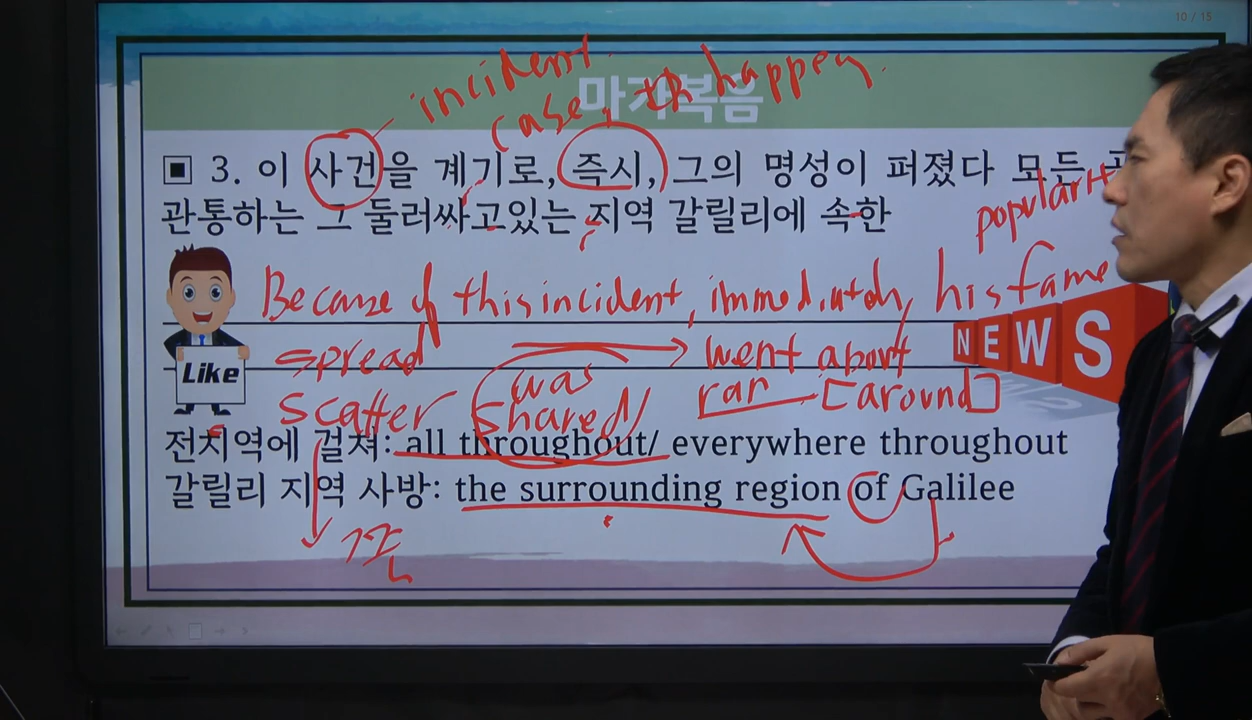 10 / 15
incident.
case, th happen.
마가복음
▣ 3. 이 사건을 계기로, 즉시, 그의 명성이 퍼졌다 모든
관통하는 그 둘러싸고있는 지역 갈릴리에 속한
Because of this incident, immediately, his fame
spread → went about
scatter was shared/ ran [around]
NEWS
Like
전지역에 걸쳐: all throughout/ everywhere throughout
갈릴리 지역 사방: the surrounding region of Galilee